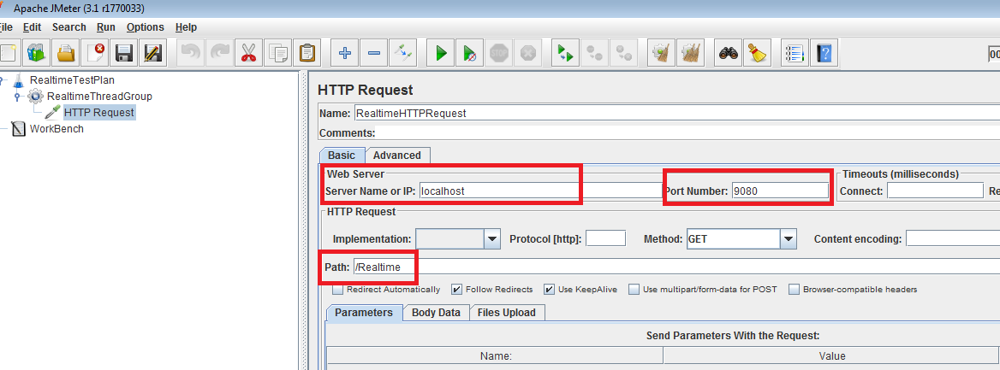 Apache JMeter (3.1 r1770033)
File Edit Search Run Options Help
00
RealtimeTestPlan
RealtimeThreadGroup
HTTP Request
WorkBench
HTTP Request
Name: RealtimeHTTPRequest
Comments:
Basic Advanced
Web Server
Timeouts (milliseconds)
Server Name or IP: localhost
Port Number: 9080
Connect:
Re
HTTP Request
Implementation: Protocol [http]: Method: GET Content encoding:
Path: /Realtime
Redirect Automatically Follow Redirects Use KeepAlive Use multipart/form-data for POST Browser-compatible headers
Parameters Body Data Files Upload
Send Parameters With the Request:
Name: Value